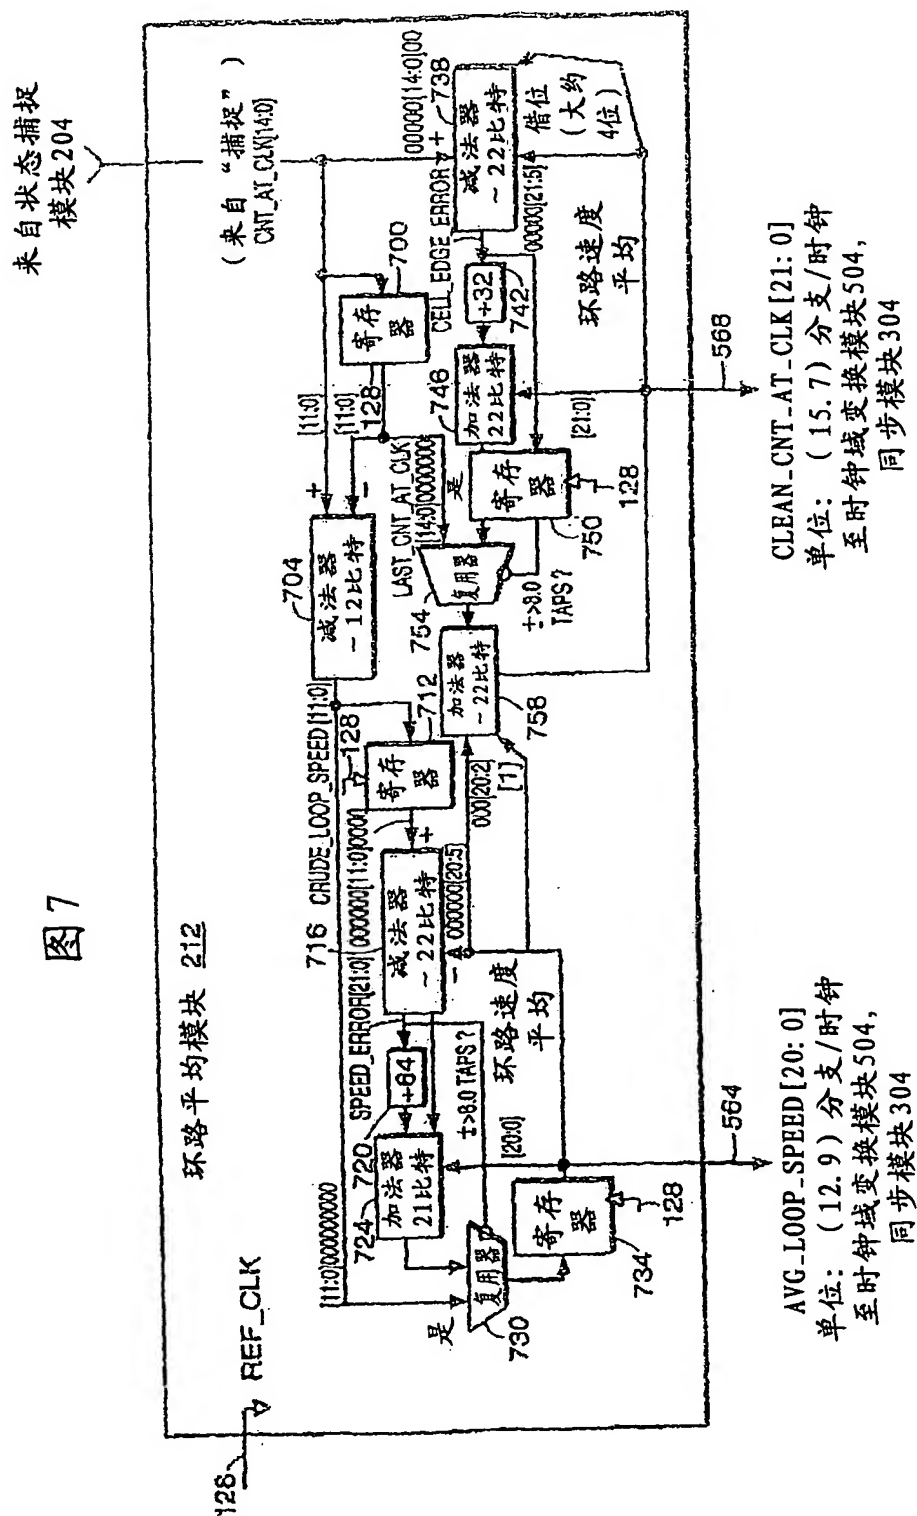 图7
环路平均模块 212
128
REF_CLK
来自状态捕捉
模块204
(来自“捕捉”)
CNT_AT_CLK[14:0]
[11:0]
[11:0]
128
寄存器
700
+
-
704
减法器
~12比特
CRUDE_LOOP_SPEED[11:0]
128
712
寄存器
000000[11:0]0000
716
减法器
~22比特
+
-
000000[20:5]
SPEED_ERROR[21:0]
÷64
720
加法器
21比特
724
±>8.0 TAPS?
[11:0]000000000
是
复用器
730
[20:0]
寄存器
734
128
环路速度
平均
564
AVG_LOOP_SPEED[20:0]
单位:(12.9)分支/时钟
至时钟域变换模块504,
同步模块304
00000[14:0]00
+
738
减法器
~22比特
借位
(大约
4位)
CELL_EDGE_ERROR
00000[21:5]
÷32
742
746
加法器
22比特
[21:0]
寄存器
750
128
LAST_CNT_AT_CLK
[14:0]0000000
是
复用器
754
±>8.0
TAPS?
加法器
~22比特
758
000[20:2]
[1]
环路速度
平均
568
CLEAN_CNT_AT_CLK[21:0]
单位:(15.7)分支/时钟
至时钟域变换模块504,
同步模块304